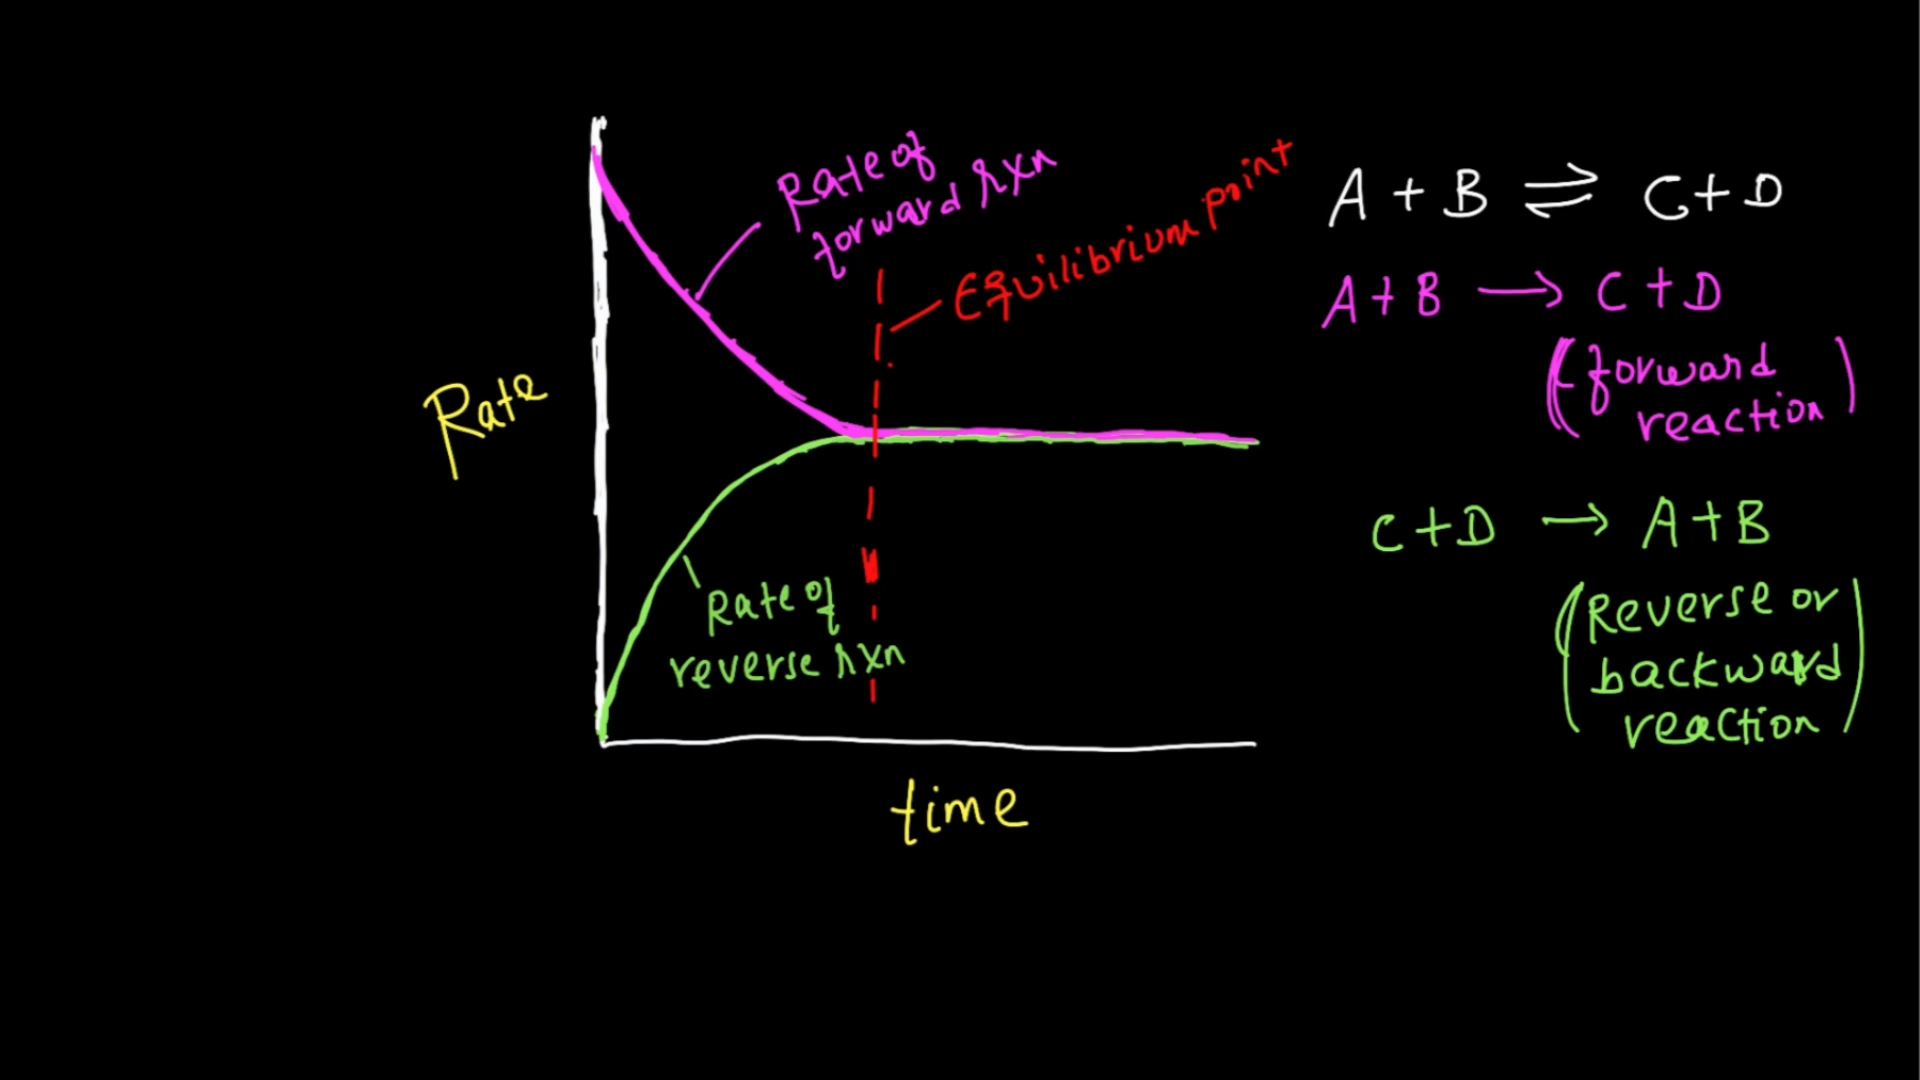 Rate of
forward rxn
Equilibrium point
Rate
Rate of
reverse rxn
time
A + B ⇌ C + D
A + B → C + D
(forward
reaction)
C + D → A + B
(Reverse or
backward
reaction)